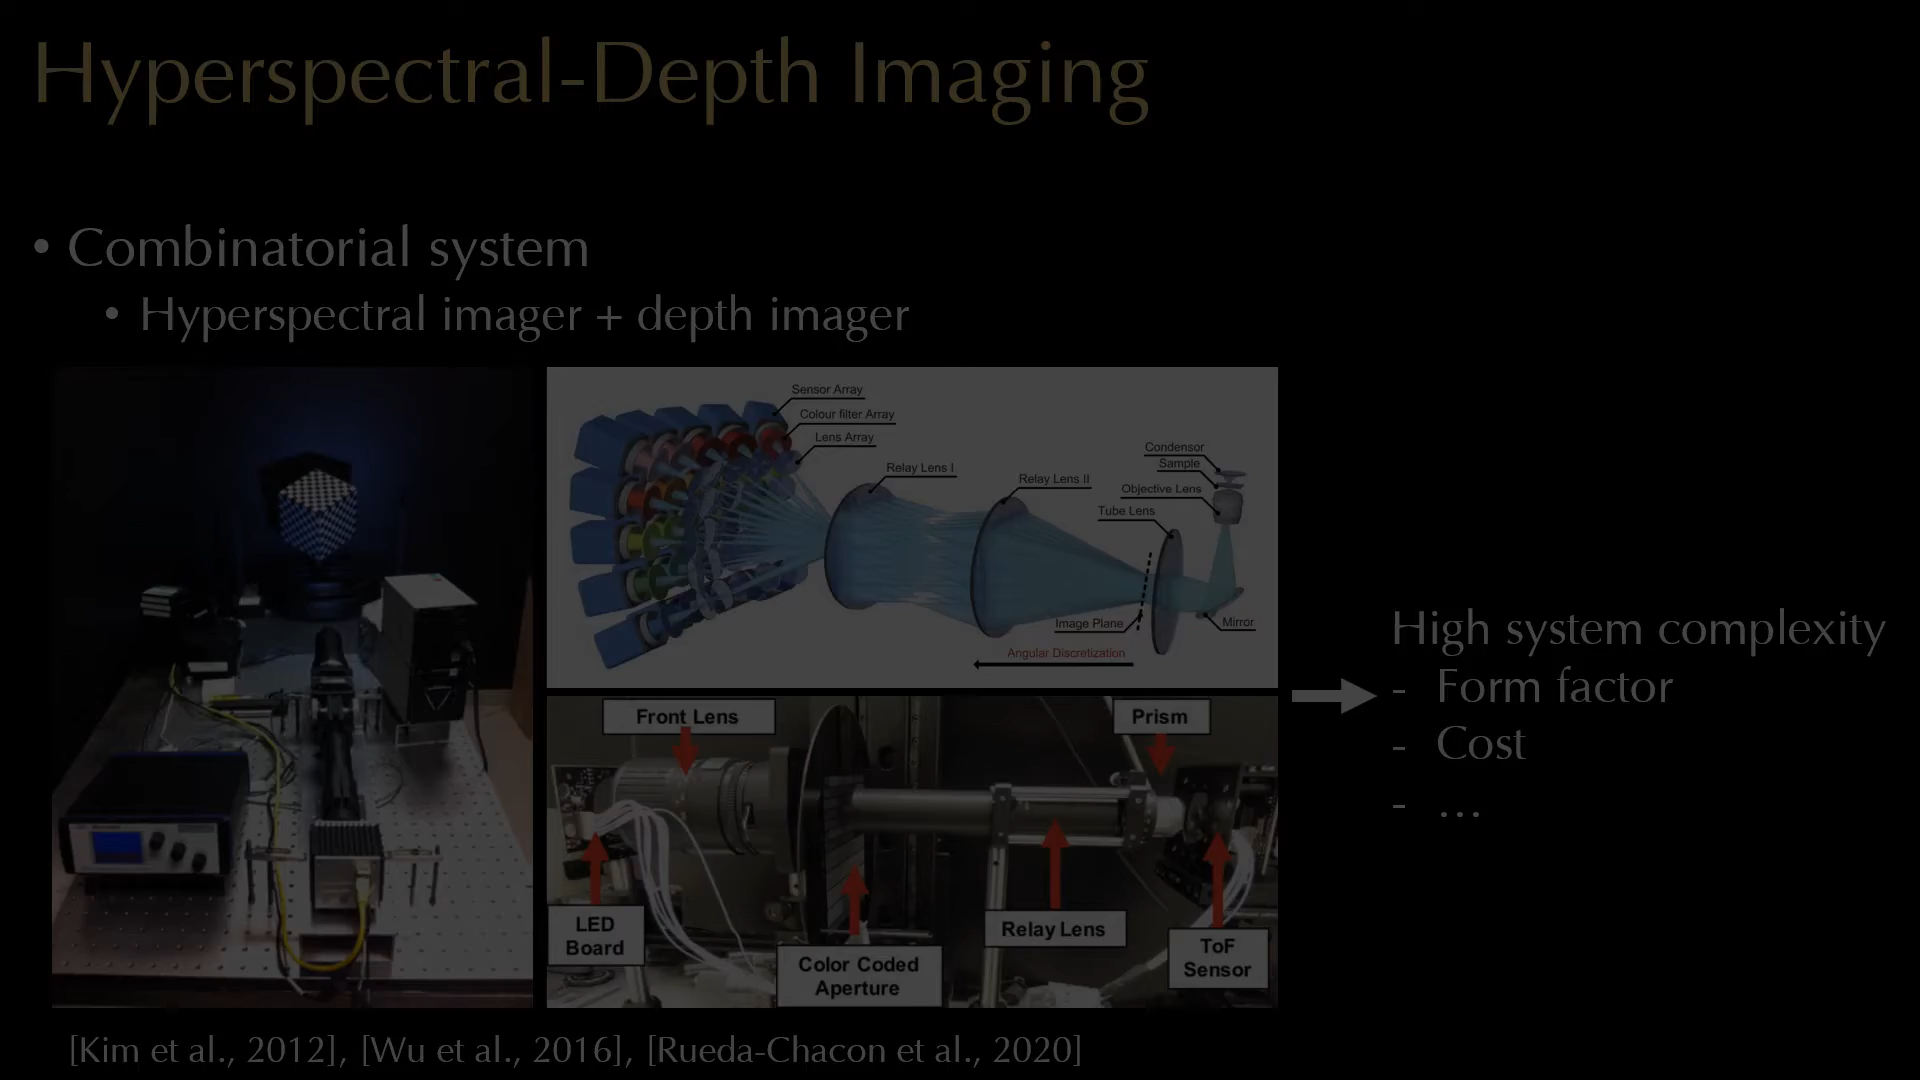 Hyperspectral-Depth Imaging
• Combinatorial system
• Hyperspectral imager + depth imager
Sensor Array
Colour filter Array
Lens Array
Relay Lens I
Relay Lens II
Condensor
Sample
Objective Lens
Tube Lens
Image Plane
Mirror
Angular Discretization
Front Lens
Prism
LED
Board
Color Coded
Aperture
Relay Lens
ToF
Sensor
High system complexity
- Form factor
- Cost
- …
[Kim et al., 2012], [Wu et al., 2016], [Rueda-Chacon et al., 2020]